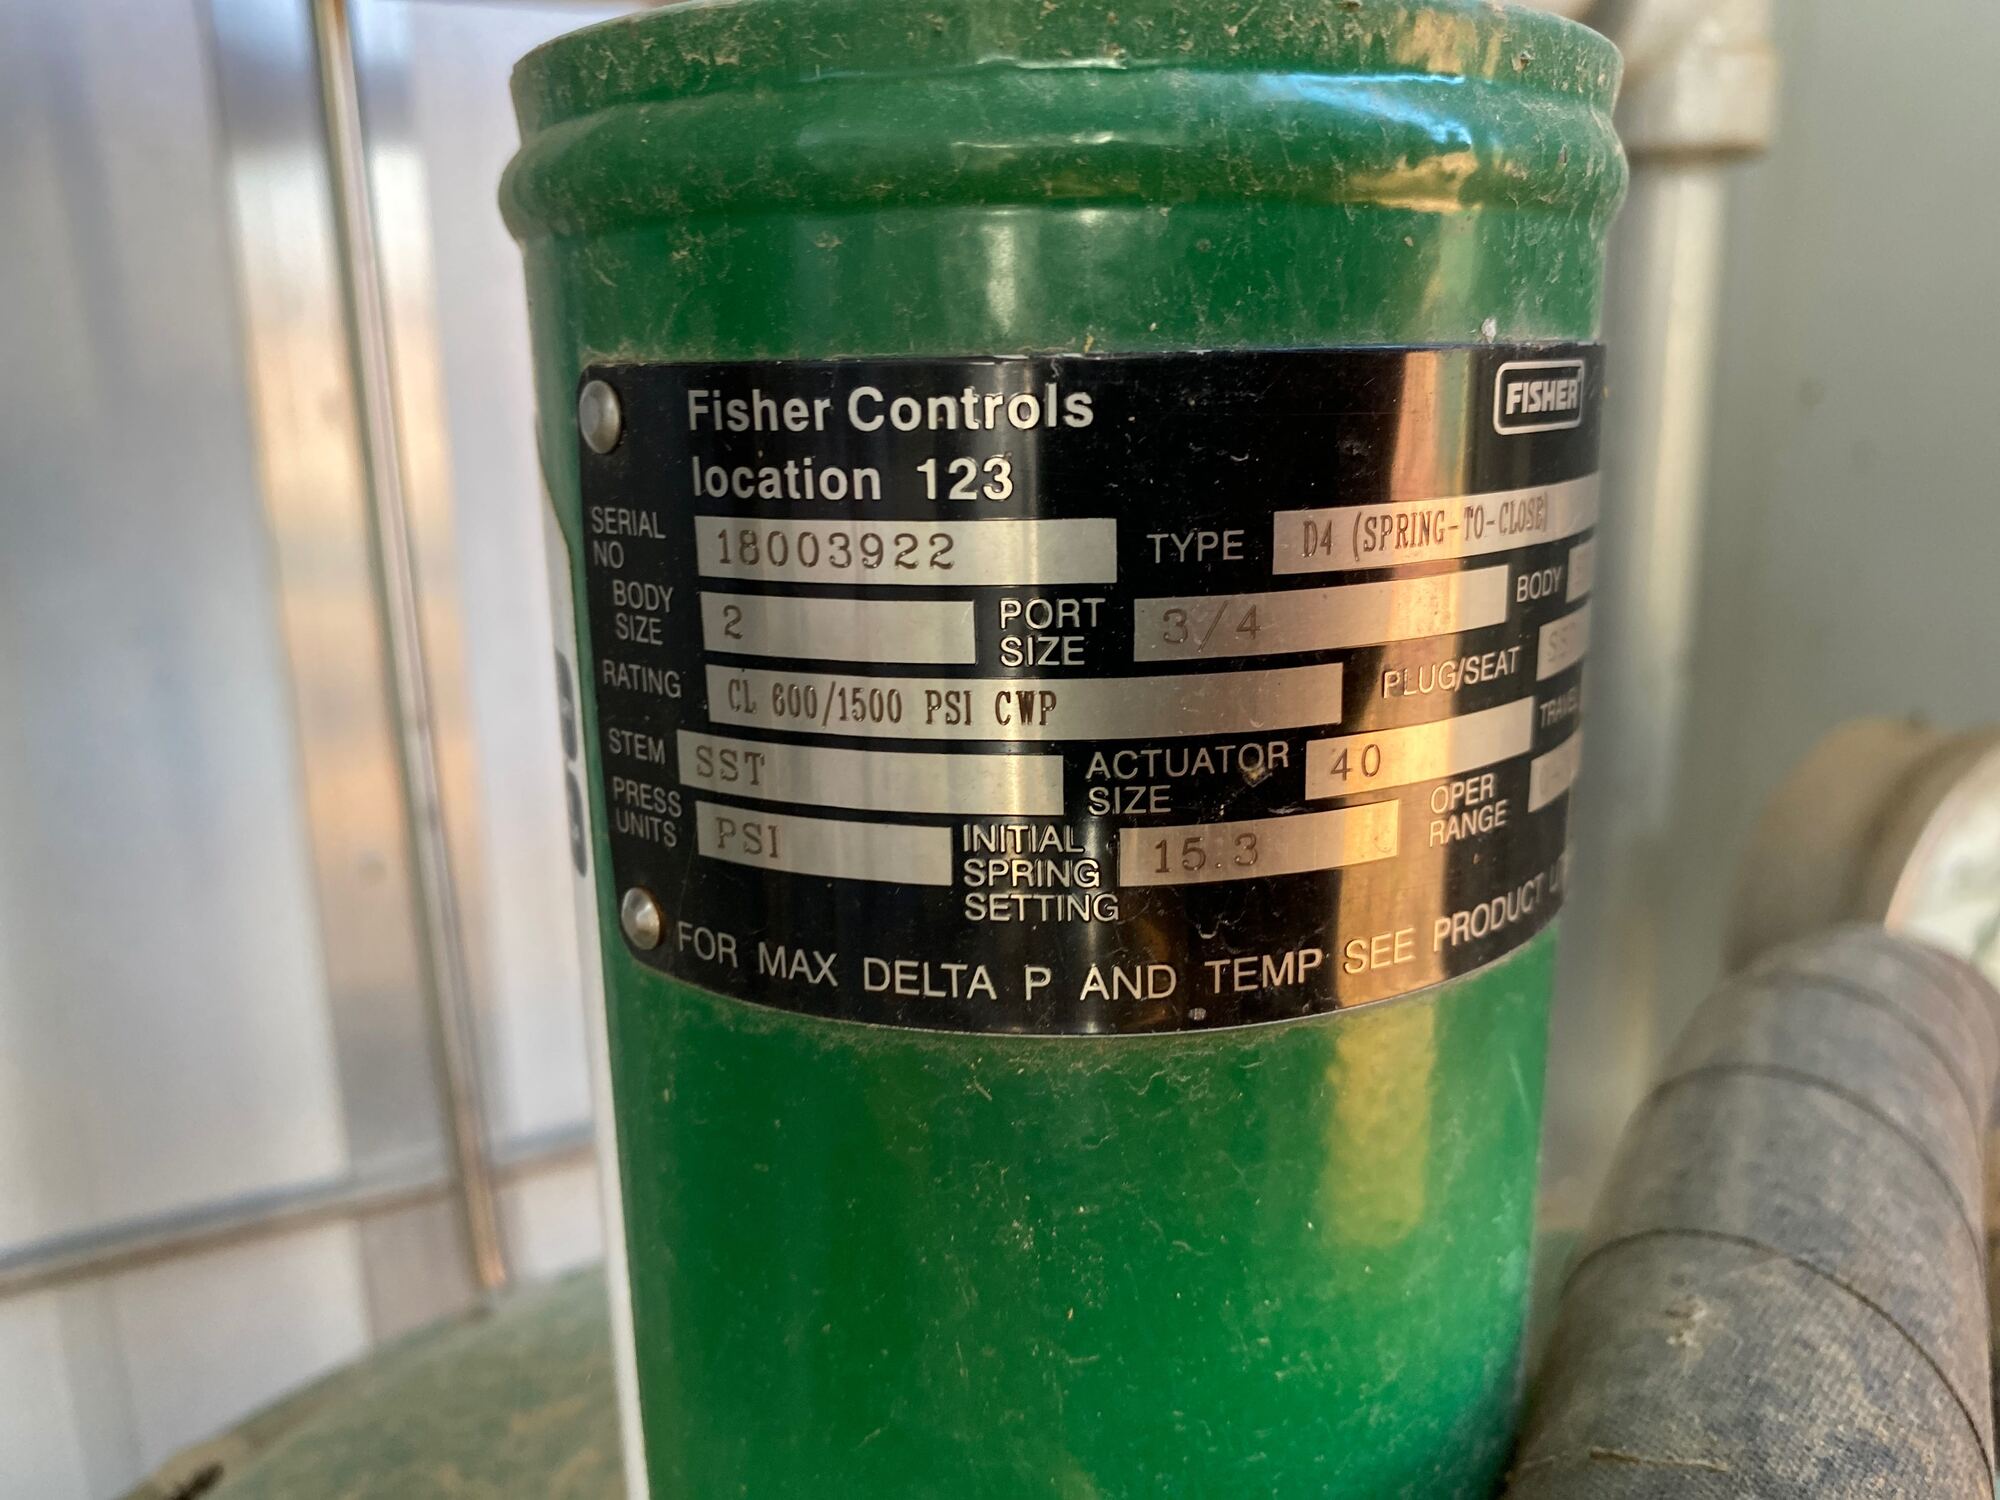 Fisher Controls
FISHER
location 123
SERIAL NO 18003922 TYPE D4 (SPRING-TO-CLOSE)
BODY SIZE 2 PORT SIZE 3/4 BODY
RATING CL 600/1500 PSI CWP PLUG/SEAT
STEM SST ACTUATOR SIZE 40 TRAVEL
PRESS UNITS PSI INITIAL SPRING SETTING 15.3 OPER RANGE
FOR MAX DELTA P AND TEMP SEE PRODUCT